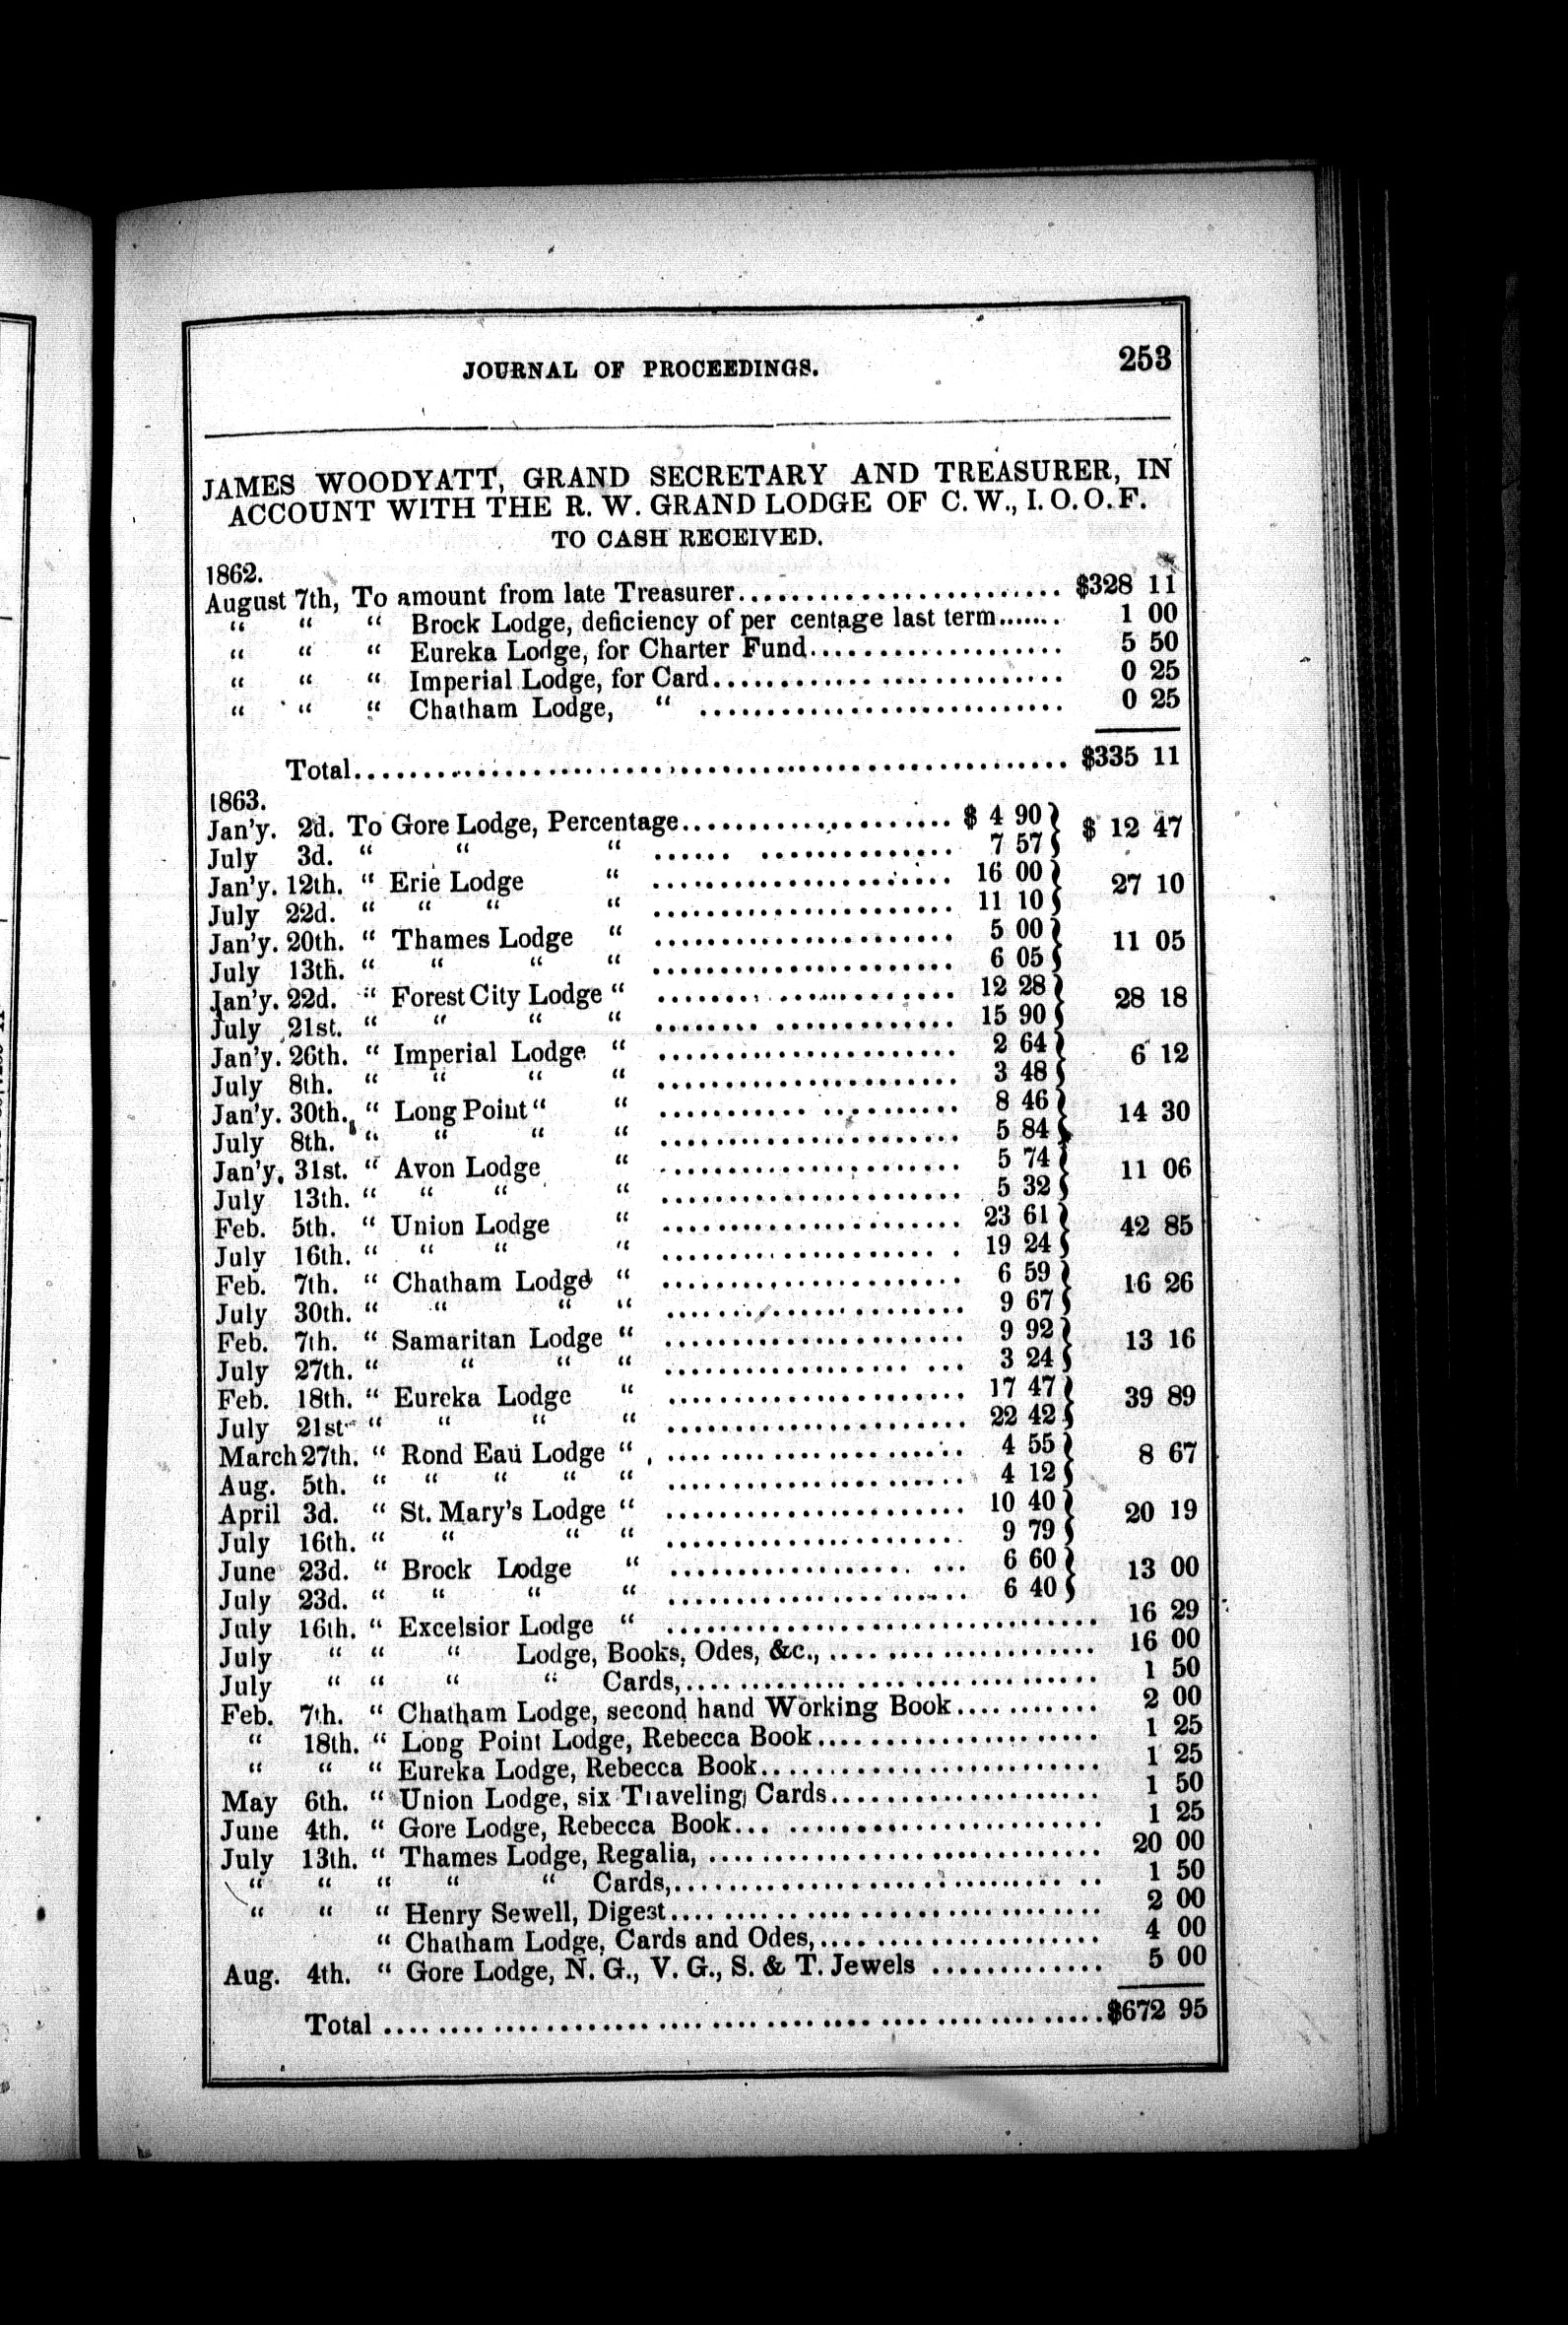 JOURNAL OF PROCEEDINGS. 253
JAMES WOODYATT, GRAND SECRETARY AND TREASURER, IN
ACCOUNT WITH THE R. W. GRAND LODGE OF C. W., I. O. O. F.
TO CASH RECEIVED.
1862.
August 7th, To amount from late Treasurer........................ $328 11
" " " Brock Lodge, deficiency of per centage last term....... 1 00
" " " Eureka Lodge, for Charter Fund................... 5 50
" " " Imperial Lodge, for Card.......................... 0 25
" " " Chatham Lodge, " ........................... 0 25
Total..................................................... $335 11
1863.
Jan'y. 2d. To Gore Lodge, Percentage.................... $ 4 90 } $ 12 47
July 3d. " " " ...... .............. 7 57 }
Jan'y. 12th. " Erie Lodge " ...................... 16 00 } 27 10
July 22d. " " " " ...................... 11 10 }
Jan'y. 20th. " Thames Lodge " ...................... 5 00 } 11 05
July 13th. " " " " ...................... 6 05 }
Jan'y. 22d. " Forest City Lodge " ........ ............. 12 28 } 28 18
July 21st. " " " " ........ ............. 15 90 }
Jan'y. 26th. " Imperial Lodge " ...................... 2 64 } 6 12
July 8th. " " " " ...................... 3 48 }
Jan'y. 30th. " Long Point " " ........... .......... 8 46 } 14 30
July 8th. " " " " ...................... 5 84 }
Jan'y. 31st. " Avon Lodge " ...................... 5 74 } 11 06
July 13th. " " " " ...................... 5 32 }
Feb. 5th. " Union Lodge " ...................... 23 61 } 42 85
July 16th. " " " " ...................... 19 24 }
Feb. 7th. " Chatham Lodge " ...................... 6 59 } 16 26
July 30th. " " " " ...................... 9 67 }
Feb. 7th. " Samaritan Lodge " ...................... 9 92 } 13 16
July 27th. " " " " .................. ... 3 24 }
Feb. 18th. " Eureka Lodge " ...................... 17 47 } 39 89
July 21st " " " " ...................... 22 42 }
March 27th. " Rond Eau Lodge " ...................... 4 55 } 8 67
Aug. 5th. " " " " " ...................... 4 12 }
April 3d. " St. Mary's Lodge " ...................... 10 40 } 20 19
July 16th. " " " " ...................... 9 79 }
June 23d. " Brock Lodge " .................. ... 6 60 } 13 00
July 23d. " " " " ...................... 6 40 }
July 16th. " Excelsior Lodge " ................................ 16 29
July " " " Lodge, Books, Odes, &c., .................... 16 00
July " " " " Cards,............................... 1 50
Feb. 7th. " Chatham Lodge, second hand Working Book........... 2 00
" 18th. " Long Point Lodge, Rebecca Book..................... 1 25
" " " Eureka Lodge, Rebecca Book......................... 1 25
May 6th. " Union Lodge, six Traveling Cards.................... 1 50
June 4th. " Gore Lodge, Rebecca Book... ....................... 1 25
July 13th. " Thames Lodge, Regalia, ............................. 20 00
" " " " " Cards,............................. .. 1 50
" " " Henry Sewell, Digest................................ 2 00
" Chatham Lodge, Cards and Odes,..................... 4 00
Aug. 4th. " Gore Lodge, N. G., V. G., S. & T. Jewels ............. 5 00
Total ......................................................$672 95